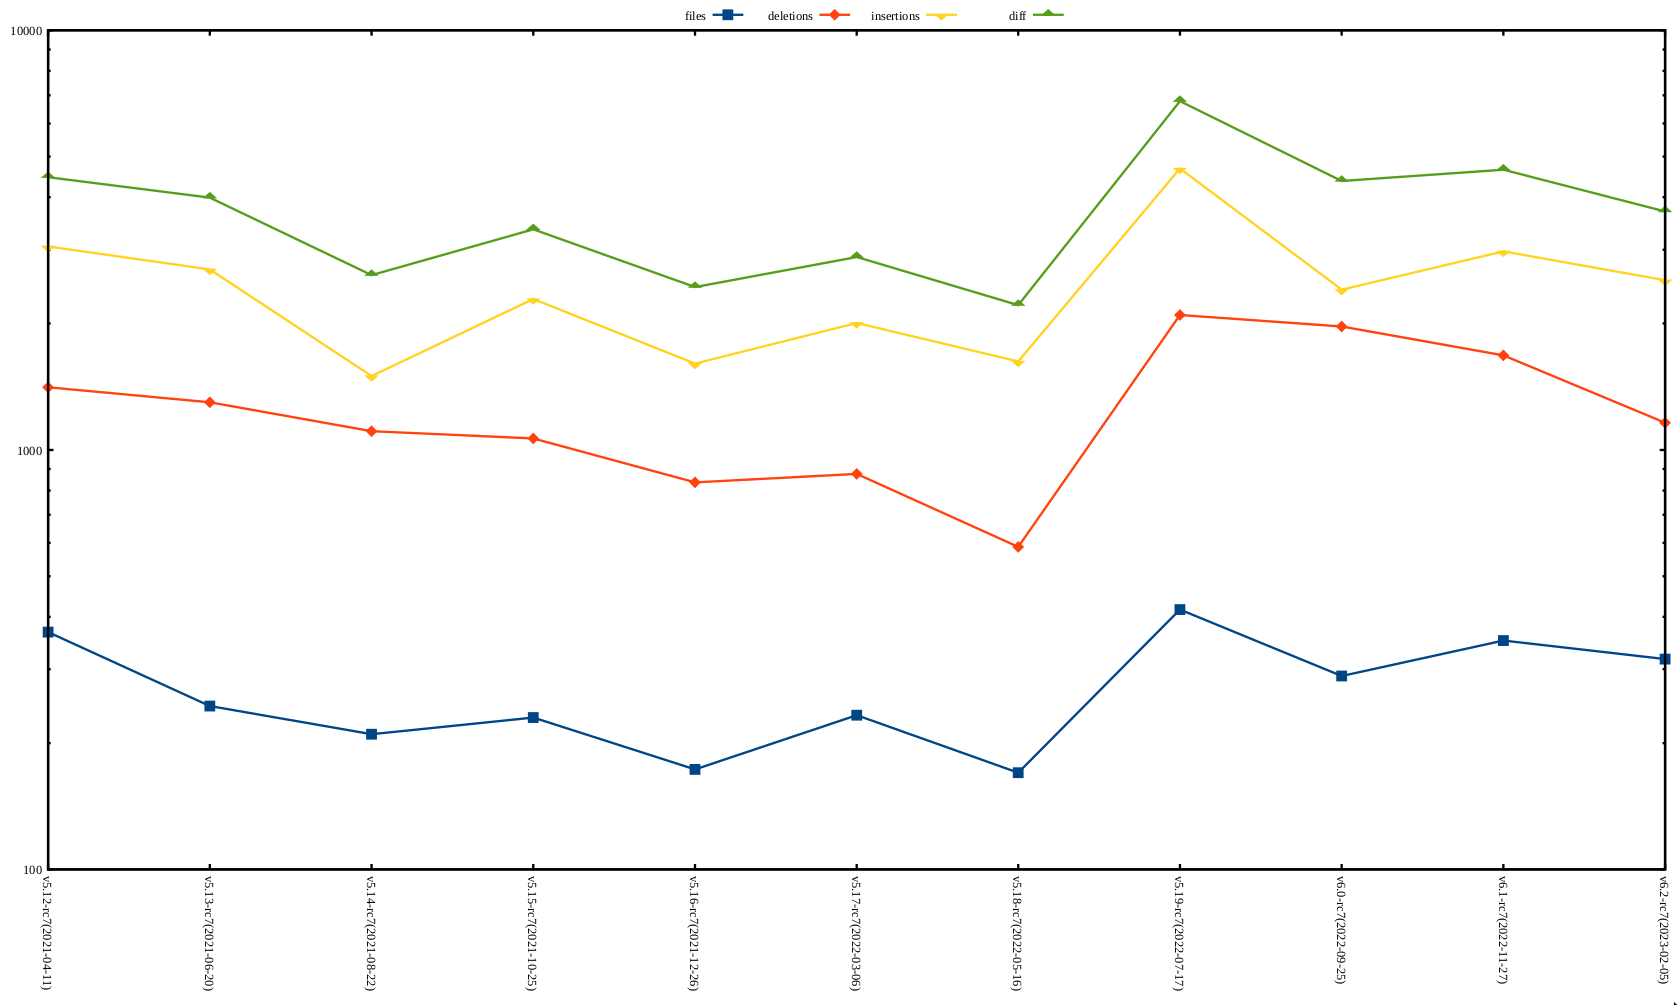 files deletions insertions diff
10000
1000
100
v5.12-rc7(2021-04-11)
v5.13-rc7(2021-06-20)
v5.14-rc7(2021-08-22)
v5.15-rc7(2021-10-25)
v5.16-rc7(2021-12-26)
v5.17-rc7(2022-03-06)
v5.18-rc7(2022-05-16)
v5.19-rc7(2022-07-17)
v6.0-rc7(2022-09-25)
v6.1-rc7(2022-11-27)
v6.2-rc7(2023-02-05)